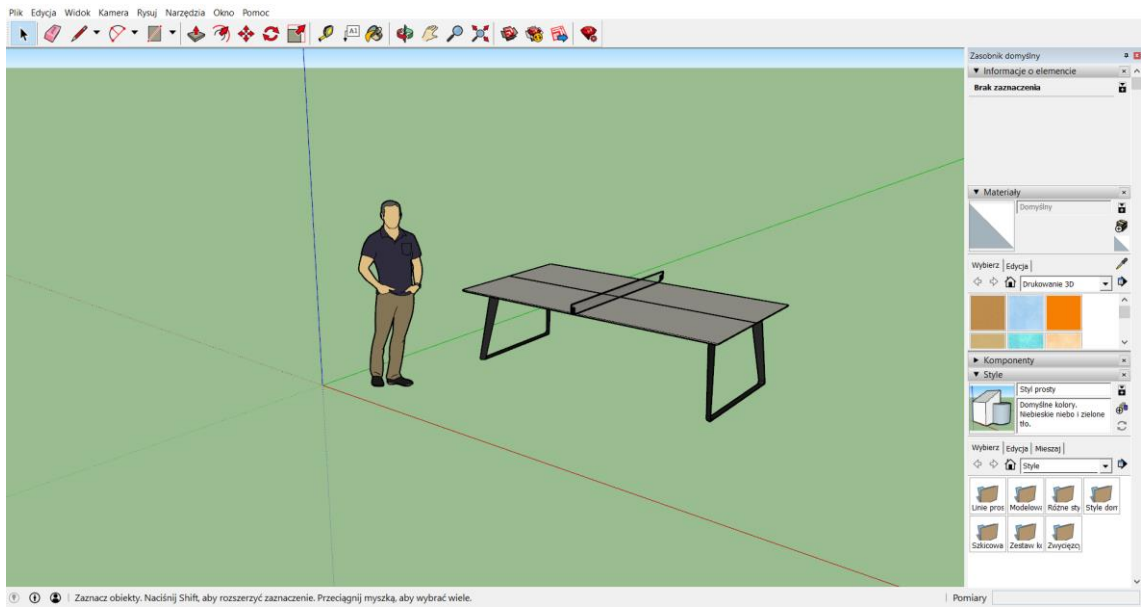 Plik Edycja Widok Kamera Rysuj Narzędzia Okno Pomoc
A1
Zasobnik domyślny
Informacje o elemencie
Brak zaznaczenia
Materiały
Domyślny
Wybierz Edycja
Drukowanie 3D
Komponenty
Style
Styl prosty
Domyślne kolory.
Niebieskie niebo i zielone
tło.
Wybierz Edycja Mieszaj
Style
Linie pros Modelowa Różne sty Style dom
Szkicowa Zestaw k Zwycięzc
Zaznacz obiekty. Naciśnij Shift, aby rozszerzyć zaznaczenie. Przeciągnij myszką, aby wybrać wiele.
Pomiary